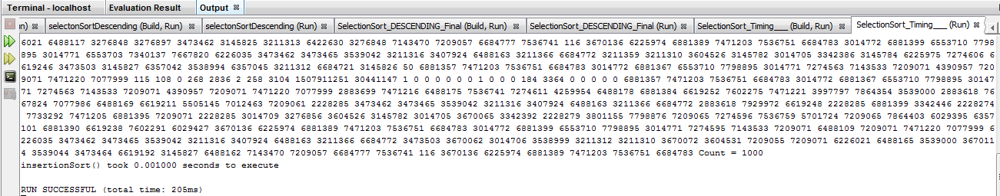 Terminal - localhost Evaluation Result Output
n) selectonSortDescending (Build, Run) selectonSortDescending (Run) SelectionSort_DESCENDING_Final (Build, Run) SelectionSort_DESCENDING_Final (Run) SelectionSort_Timing___ (Build, Run) SelectionSort_Timing___ (Run)
6021 6488117 3276848 3276897 3473462 3145825 3211313 6422630 3276848 7143470 7209057 6684777 7536741 116 3670136 6225974 6881389 7471203 7536751 6684783 3014772 6881399 6553710 7798
895 3014771 6553703 7340137 7667820 6226035 3473462 3473465 3539042 3211316 3407924 6488163 3211366 6684772 3211359 3211310 3604526 3145782 3014705 3342386 3145784 6225975 7274606 6
619246 3473503 3145827 6357042 3538994 6357045 3211312 6684721 3145826 50 6881357 7471203 7536751 6684783 3014772 6881367 6553710 7798895 3014771 7274563 7143533 7209071 4390957 720
9071 7471220 7077999 115 108 0 268 2836 2 258 3104 1507911251 30441147 1 0 0 0 0 0 0 1 0 0 0 184 3364 0 0 0 0 0 6881357 7471203 7536751 6684783 3014772 6881367 6553710 7798895 30147
71 7274563 7143533 7209071 4390957 7209071 7471220 7077999 2883699 7471216 6488175 7536741 7274611 4259954 6488178 6881384 6619252 7602275 7471221 3997797 7864354 3539000 2883618 76
67824 7077986 6488169 6619211 5505145 7012463 7209061 2228285 3473462 3473465 3539042 3211316 3407924 6488163 3211366 6684772 2883618 7929972 6619248 2228285 6881399 3342446 2228274
7733292 7471205 6881395 7209071 2228285 3014709 3276856 3604526 3145782 3014705 3670065 3342392 2228279 3801155 7798876 7209065 7274596 7536759 5701724 7209065 7864403 6029395 6357
101 6881390 6619238 7602291 6029427 3670136 6225974 6881389 7471203 7536751 6684783 3014772 6881399 6553710 7798895 3014771 7274595 7143533 7209071 6488109 7209071 7471220 7077999 6
226035 3473462 3473465 3539042 3211316 3407924 6488163 3211366 6684772 3473503 3670062 3014706 3538999 3211312 3211310 3670072 3604531 7209055 7209071 6226021 6488165 3539000 367011
4 3539044 3473464 6619192 3145827 6488162 7143470 7209057 6684777 7536741 116 3670136 6225974 6881389 7471203 7536751 6684783 Count = 1000
insertionSort() took 0.001000 seconds to execute
RUN SUCCESSFUL (total time: 205ms)